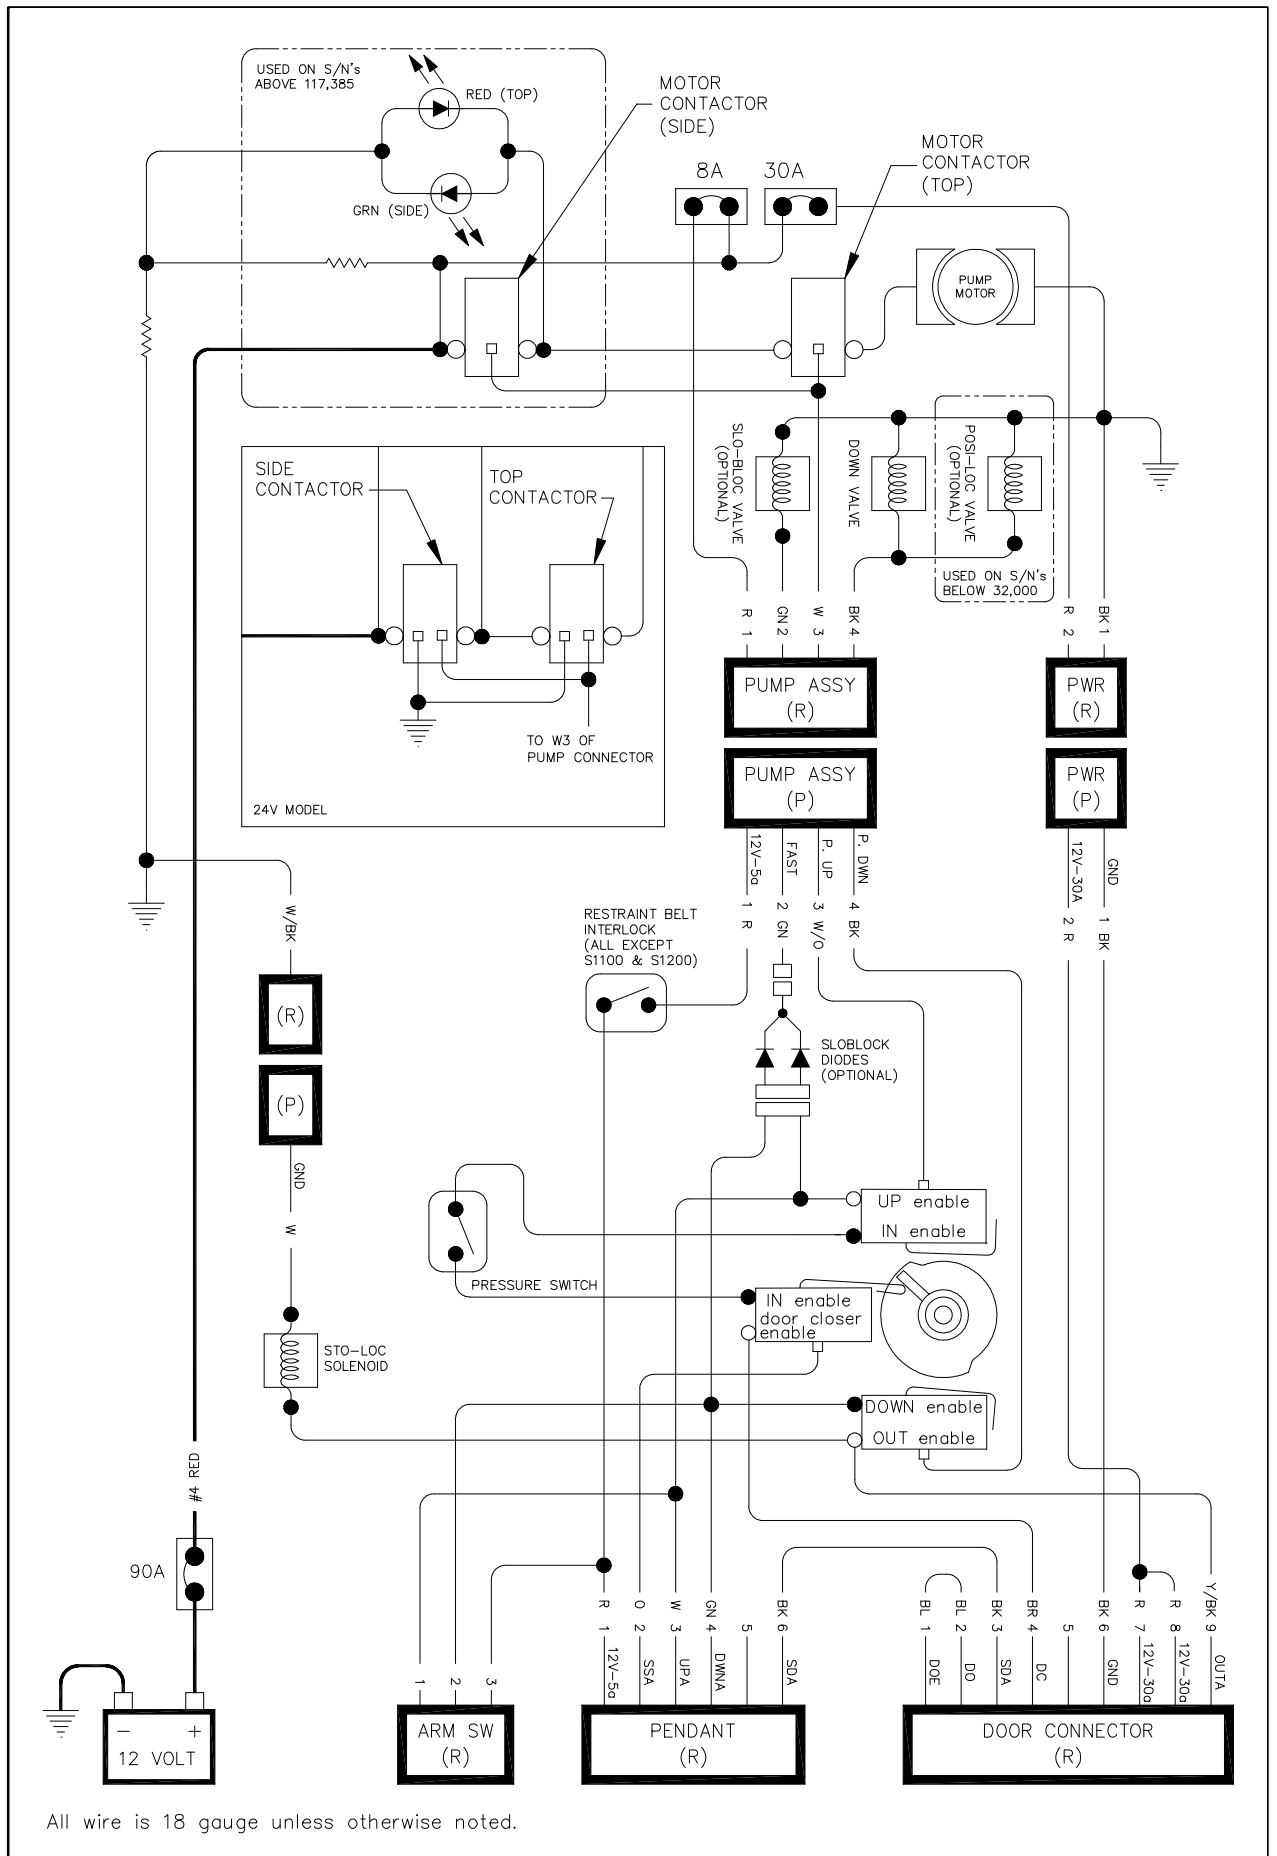 USED ON S/N's
ABOVE 117,385
RED (TOP)
GRN (SIDE)
MOTOR
CONTACTOR
(SIDE)
MOTOR
CONTACTOR
(TOP)
8A
30A
PUMP
MOTOR
SLO-BLOC VALVE
(OPTIONAL)
DOWN VALVE
POSI-LOC VALVE
(OPTIONAL)
USED ON S/N's
BELOW 32,000
SIDE
CONTACTOR
TOP
CONTACTOR
TO W3 OF
PUMP CONNECTOR
24V MODEL
R 1
GN 2
W 3
BK 4
R 2
BK 1
PUMP ASSY
(R)
PWR
(R)
PUMP ASSY
(P)
PWR
(P)
12V-5a 1 R
FAST 2 GN
P. UP 3 W/O
P. DWN 4 BK
12V-30A 2 R
GND 1 BK
W/BK
(R)
(P)
GND W
RESTRAINT BELT
INTERLOCK
(ALL EXCEPT
S1100 & S1200)
SLOBLOCK
DIODES
(OPTIONAL)
UP enable
IN enable
PRESSURE SWITCH
IN enable
door closer
enable
STO-LOC
SOLENOID
DOWN enable
OUT enable
#4 RED
90A
- +
12 VOLT
1
2
3
ARM SW
(R)
R 1 12V-5a
O 2 SSA
W 3 UPA
GN 4 DWNA
5
BK 6 SDA
PENDANT
(R)
BL 1 DOE
BL 2 DO
BK 3 SDA
BR 4 DC
5
BK 6 GND
R 7 12V-30a
R 8 12V-30a
Y/BK 9 OUTA
DOOR CONNECTOR
(R)
All wire is 18 gauge unless otherwise noted.